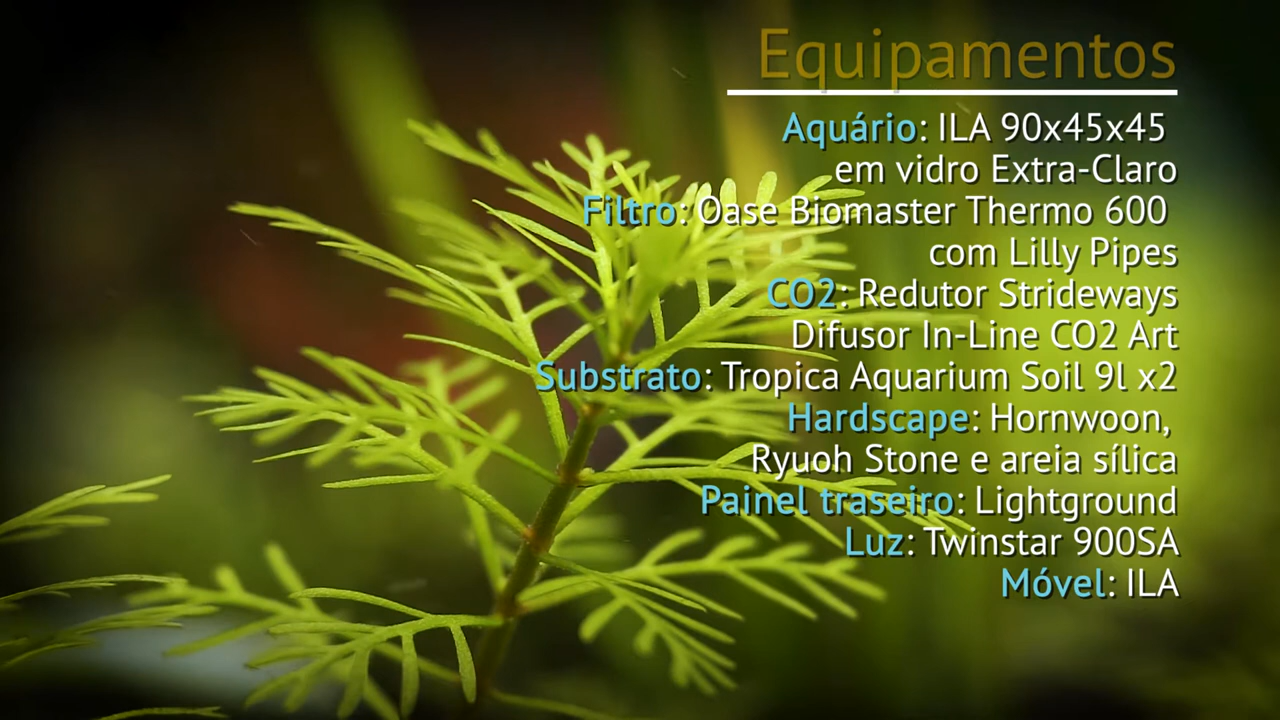 Equipamentos
Aquário: ILA 90x45x45
em vidro Extra-Claro
Filtro: Oase Biomaster Thermo 600
com Lilly Pipes
CO2: Redutor Strideways
Difusor In-Line CO2 Art
Substrato: Tropica Aquarium Soil 9l x2
Hardscape: Hornwoon,
Ryuoh Stone e areia sílica
Painel traseiro: Lightground
Luz: Twinstar 900SA
Móvel: ILA